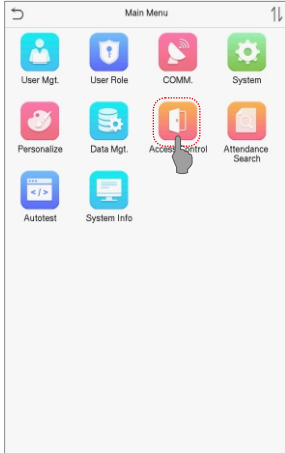 Main Menu
User Mgt.
User Role
COMM.
System
Personalize
Data Mgt.
Access Control
Attendance
Search
</>
Autotest
System Info